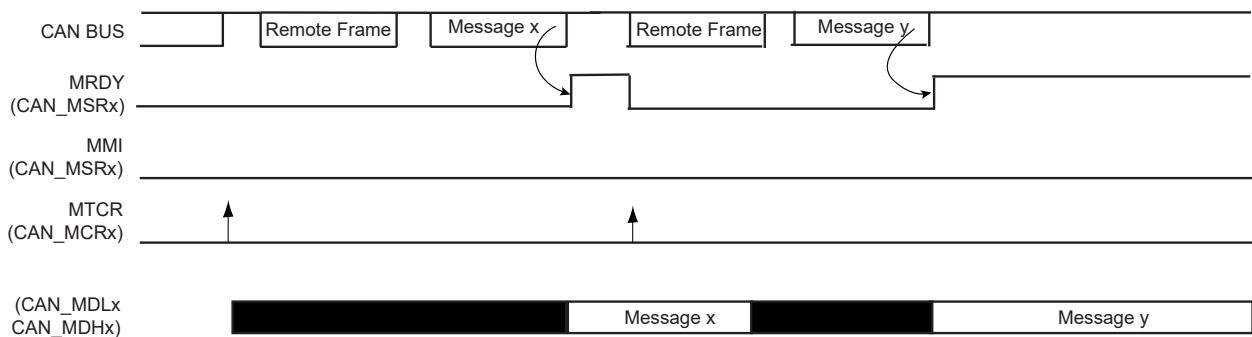 CAN BUS
Remote Frame
Message x
Remote Frame
Message y
MRDY
(CAN_MSRx)
MMI
(CAN_MSRx)
MTCR
(CAN_MCRx)
(CAN_MDLx
CAN_MDHx)
Message x
Message y